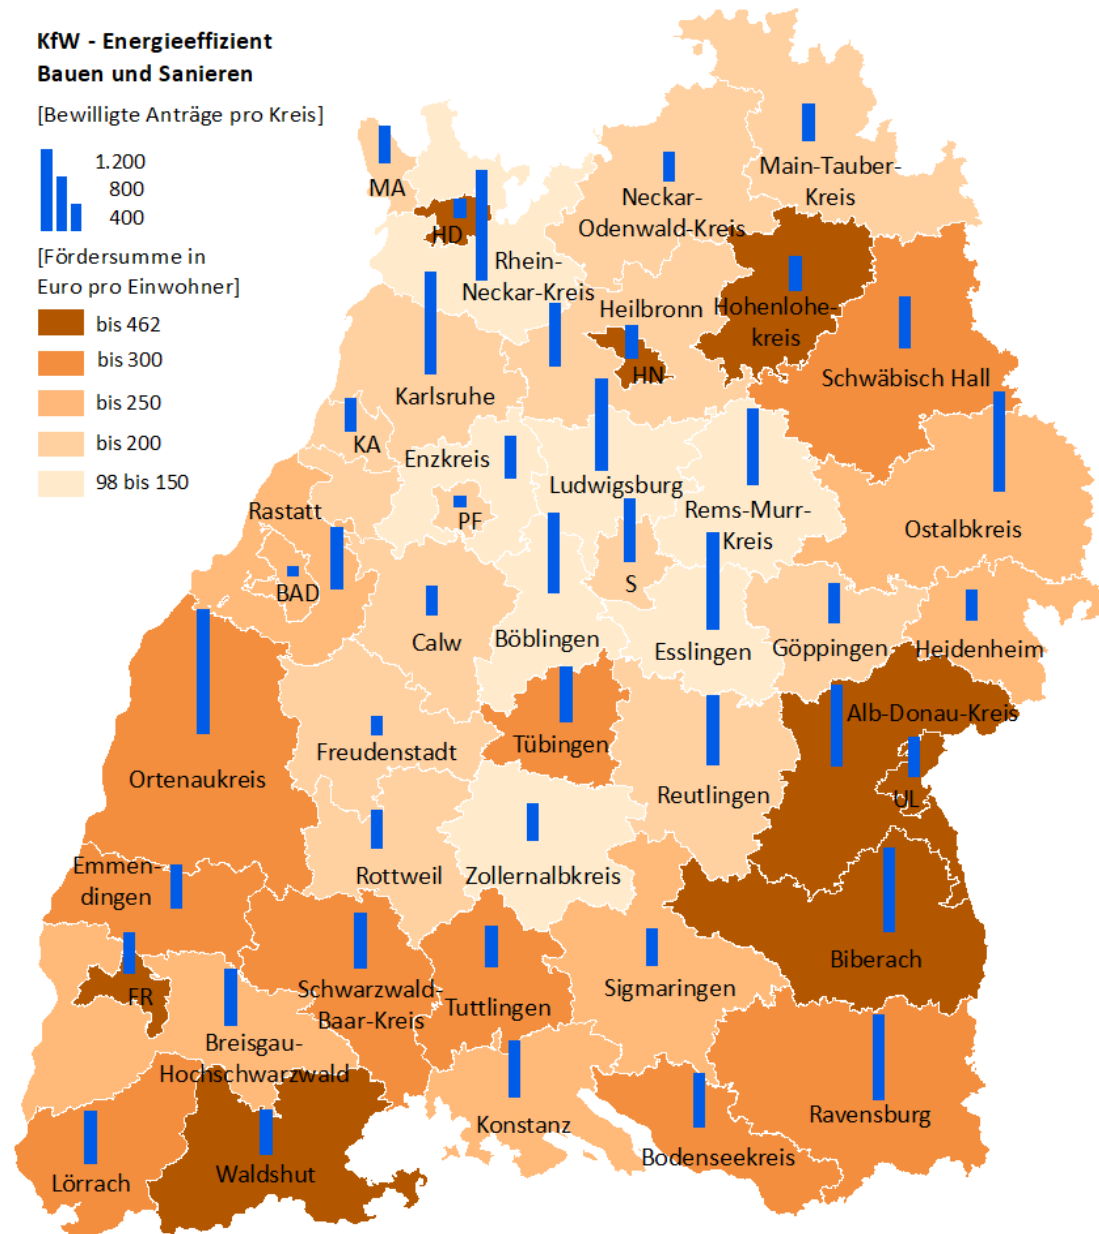 KfW - Energieeffizient
Bauen und Sanieren
[Bewilligte Anträge pro Kreis]
1.200
800
400
[Fördersumme in
Euro pro Einwohner]
bis 462
bis 300
bis 250
bis 200
98 bis 150
MA
HD
Rhein-
Neckar-Kreis
Neckar-
Odenwald-Kreis
Main-Tauber-
Kreis
Heilbronn
HN
Hohenlohe-
kreis
Schwäbisch Hall
Karlsruhe
KA
Enzkreis
PF
Ludwigsburg
Rems-Murr-
Kreis
Ostalbkreis
Rastatt
BAD
Calw
Böblingen
S
Esslingen
Göppingen
Heidenheim
Freudenstadt
Tübingen
Reutlingen
Alb-Donau-Kreis
UL
Ortenaukreis
Rottweil
Zollernalbkreis
Emmen-
dingen
FR
Breisgau-
Hochschwarzwald
Schwarzwald-
Baar-Kreis
Tuttlingen
Sigmaringen
Biberach
Lörrach
Waldshut
Konstanz
Bodenseekreis
Ravensburg